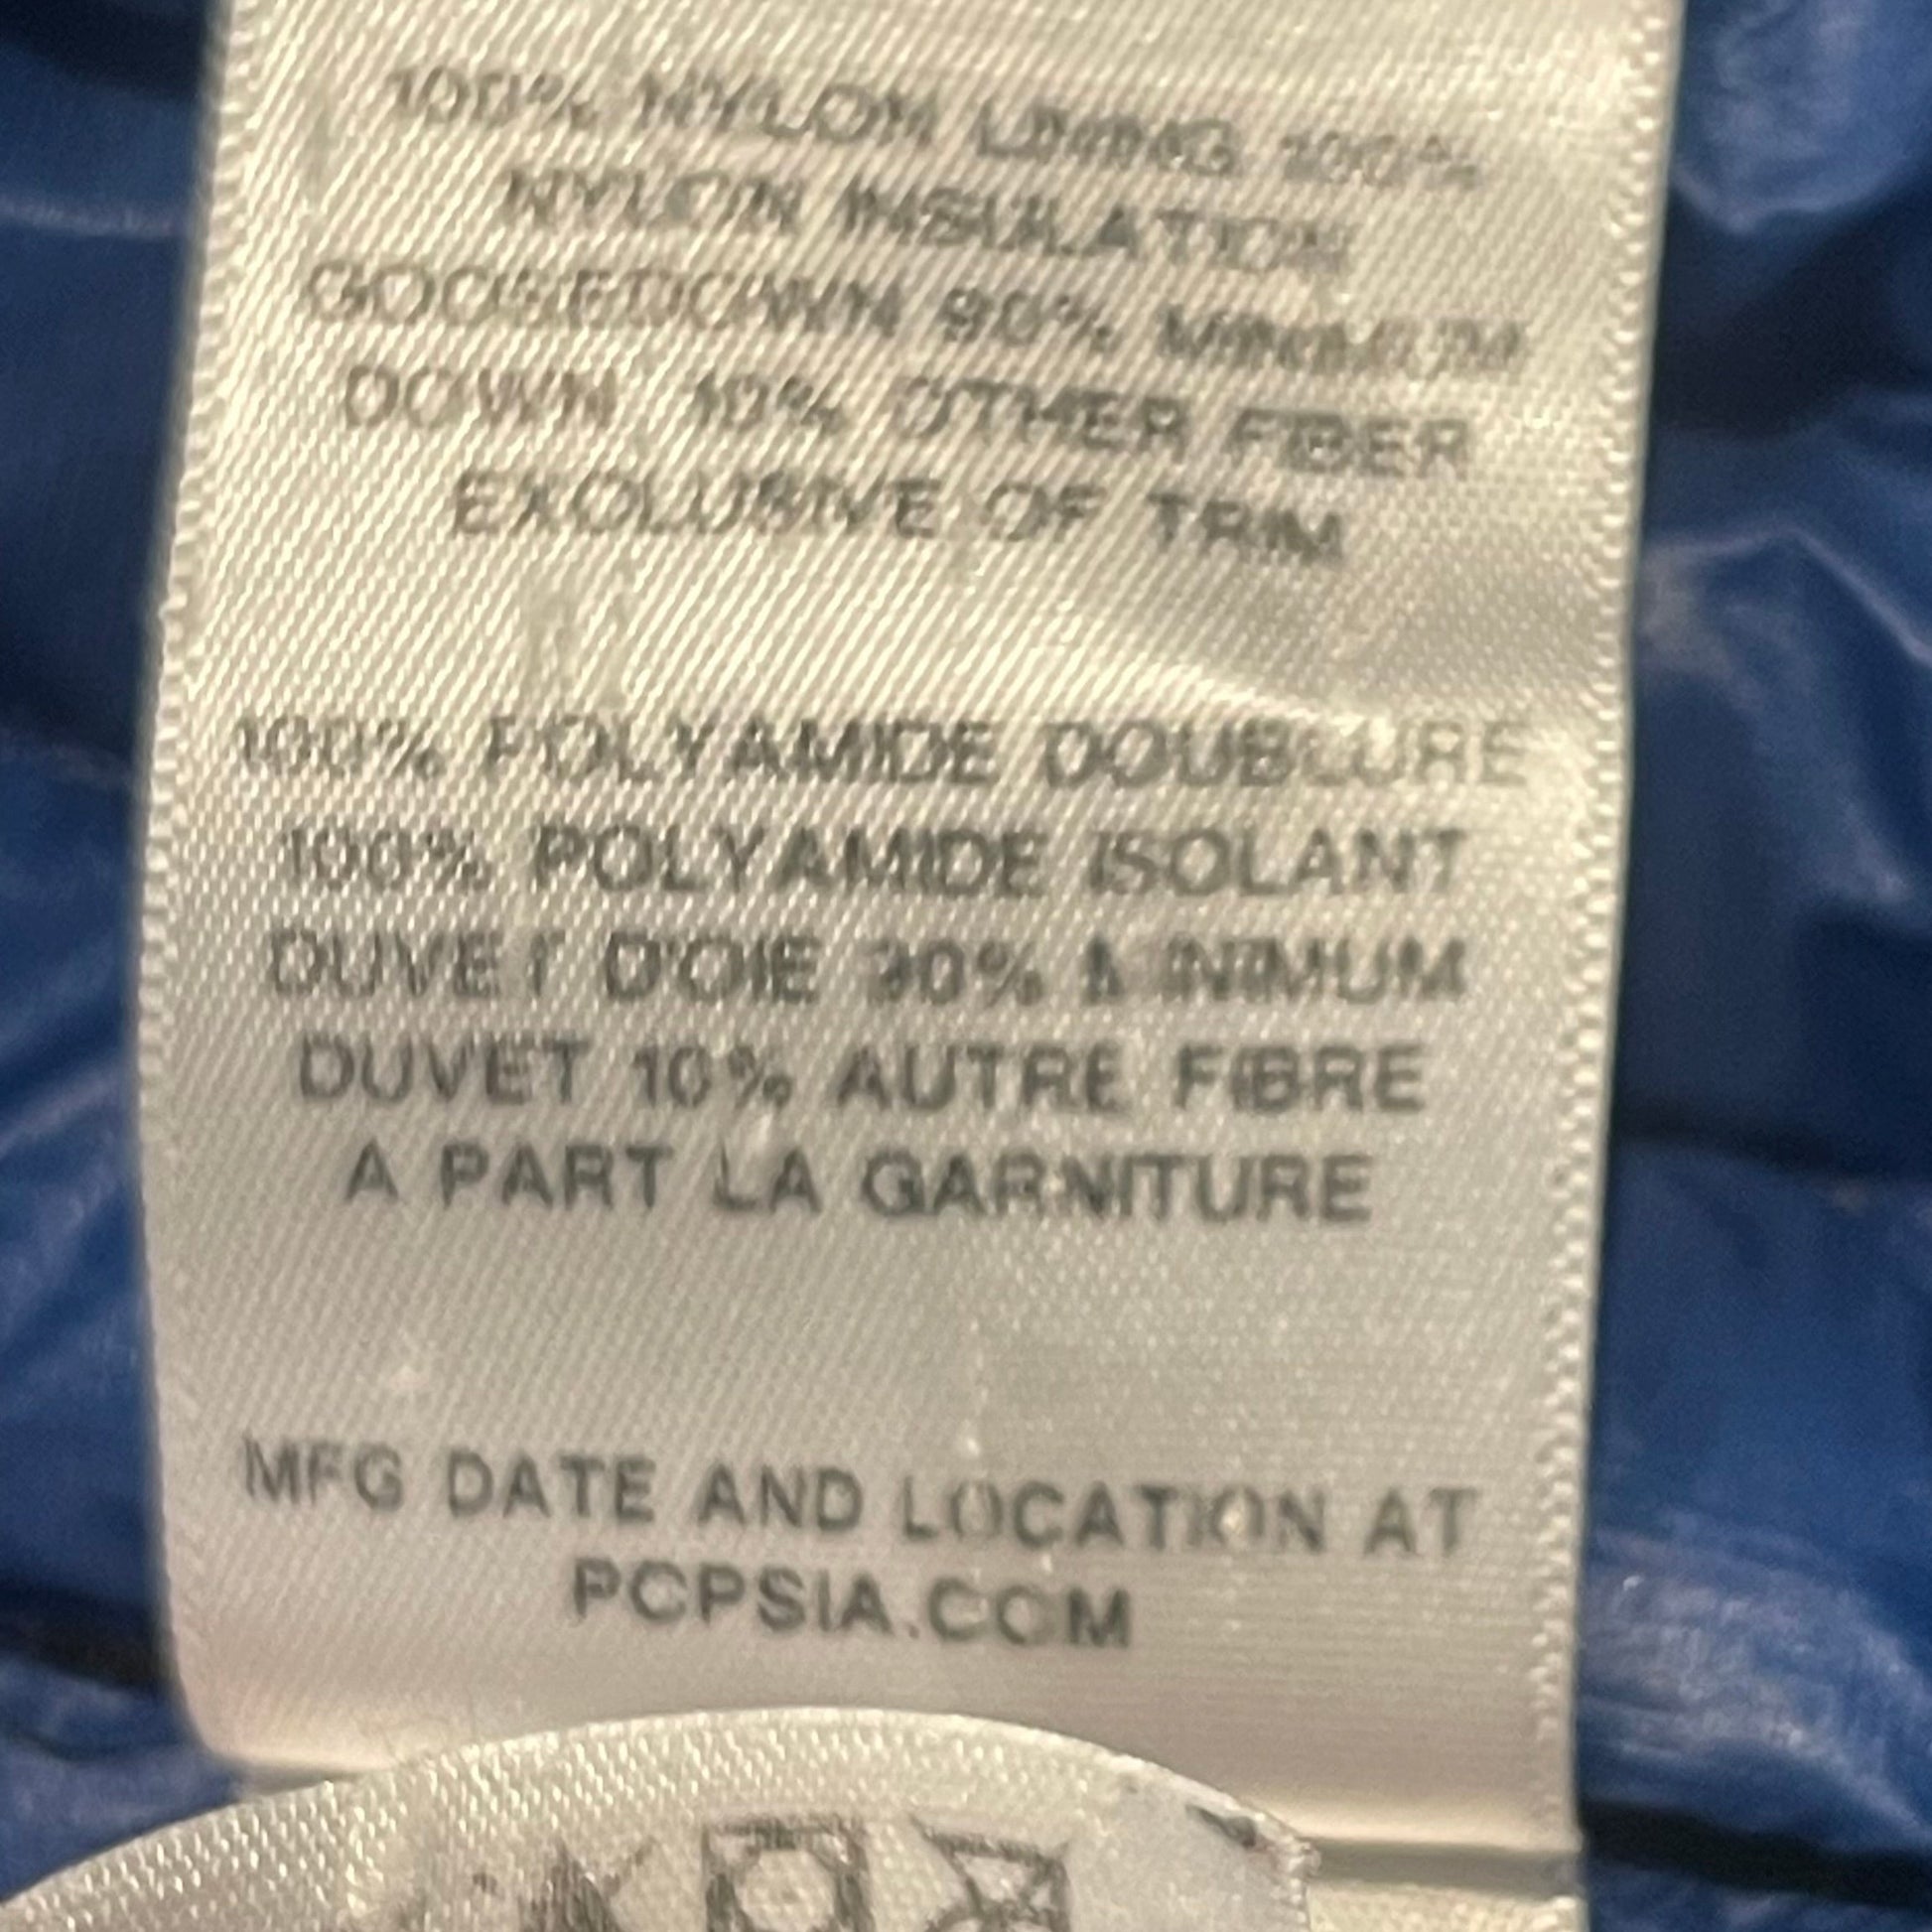 100% NYLON LINING 100%
NYLON INSULATION
GOOSEDOWN 90% MINIMUM
DOWN 10% OTHER FIBER
EXCLUSIVE OF TRIM
100% POLYAMIDE DOUBLURE
100% POLYAMIDE ISOLANT
DUVET D'OIE 90% MINIMUM
DUVET 10% AUTRE FIBRE
A PART LA GARNITURE
MFG DATE AND LOCATION AT
PCPSIA.COM